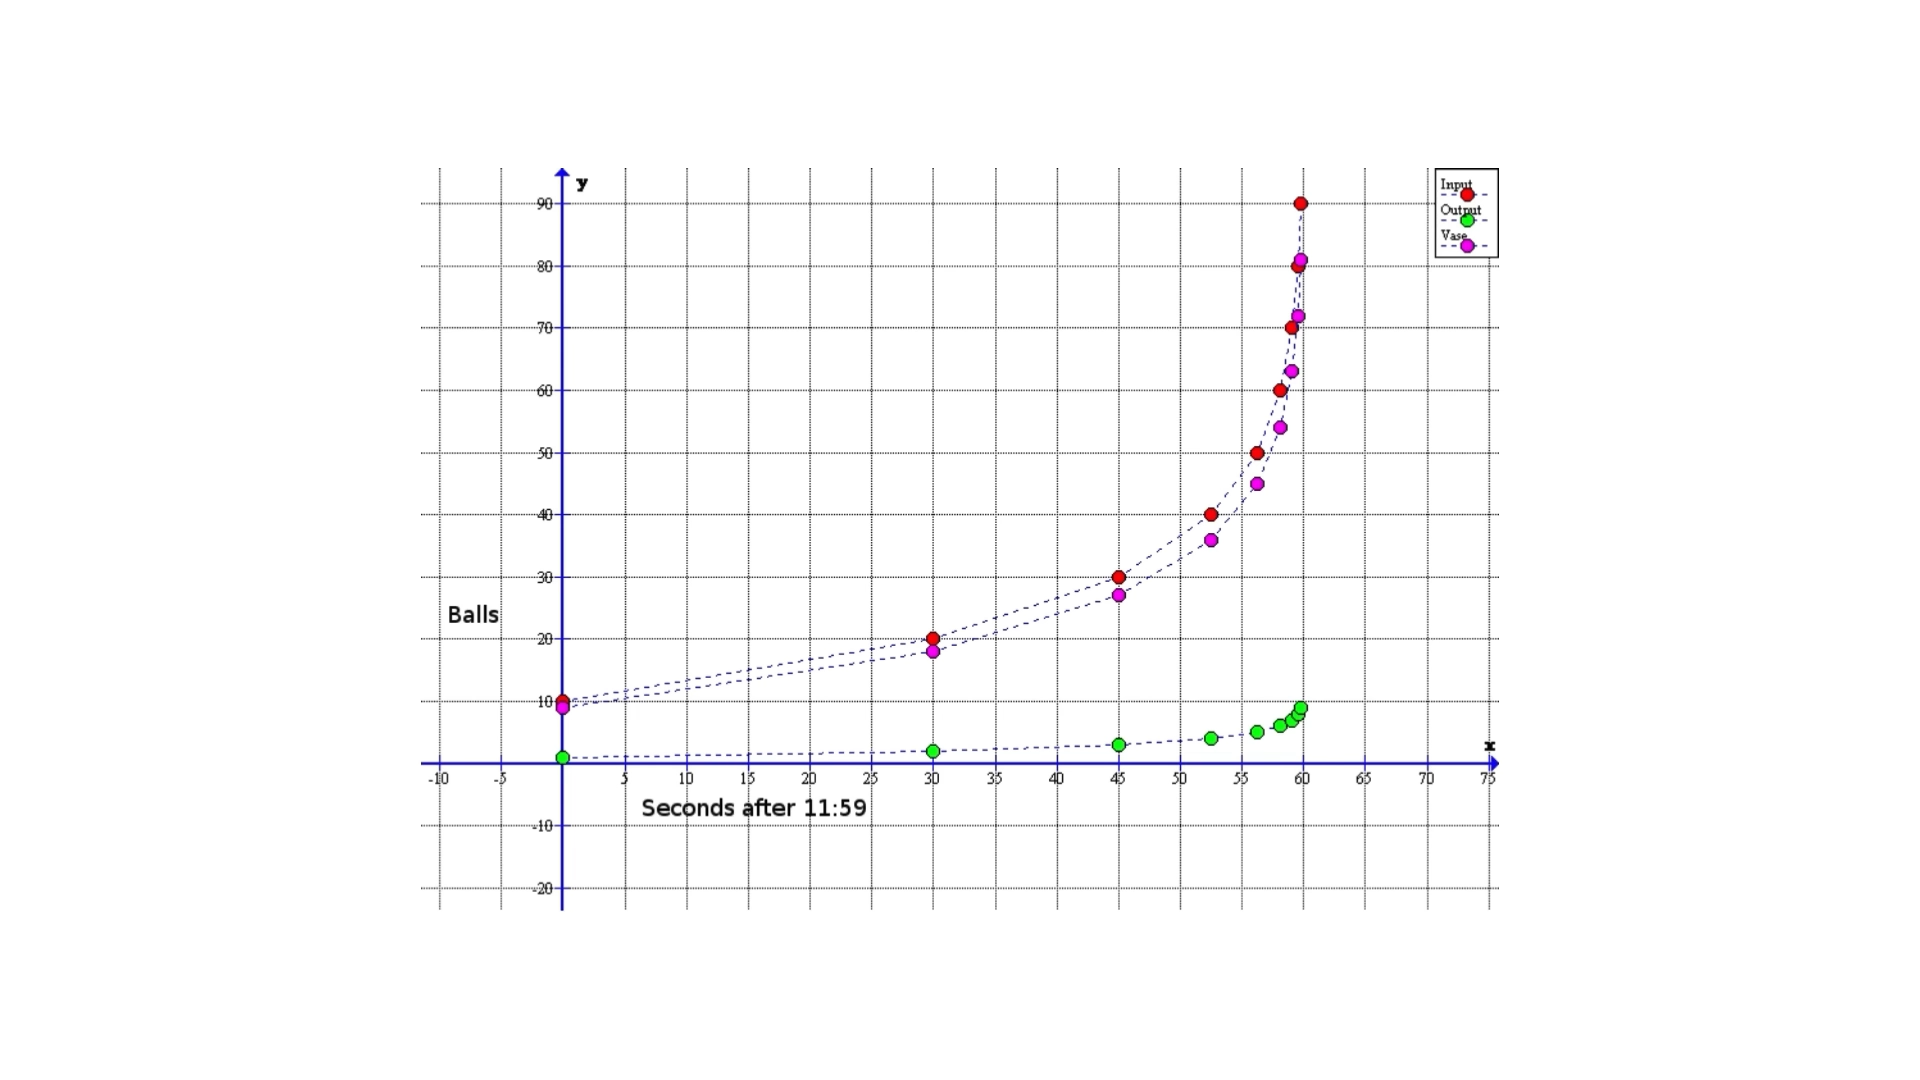 y
Input
Output
Vase
90
80
70
60
50
40
30
Balls
20
10
x
-10 -5 5 10 15 20 25 30 35 40 45 50 55 60 65 70 75
Seconds after 11:59
-10
-20